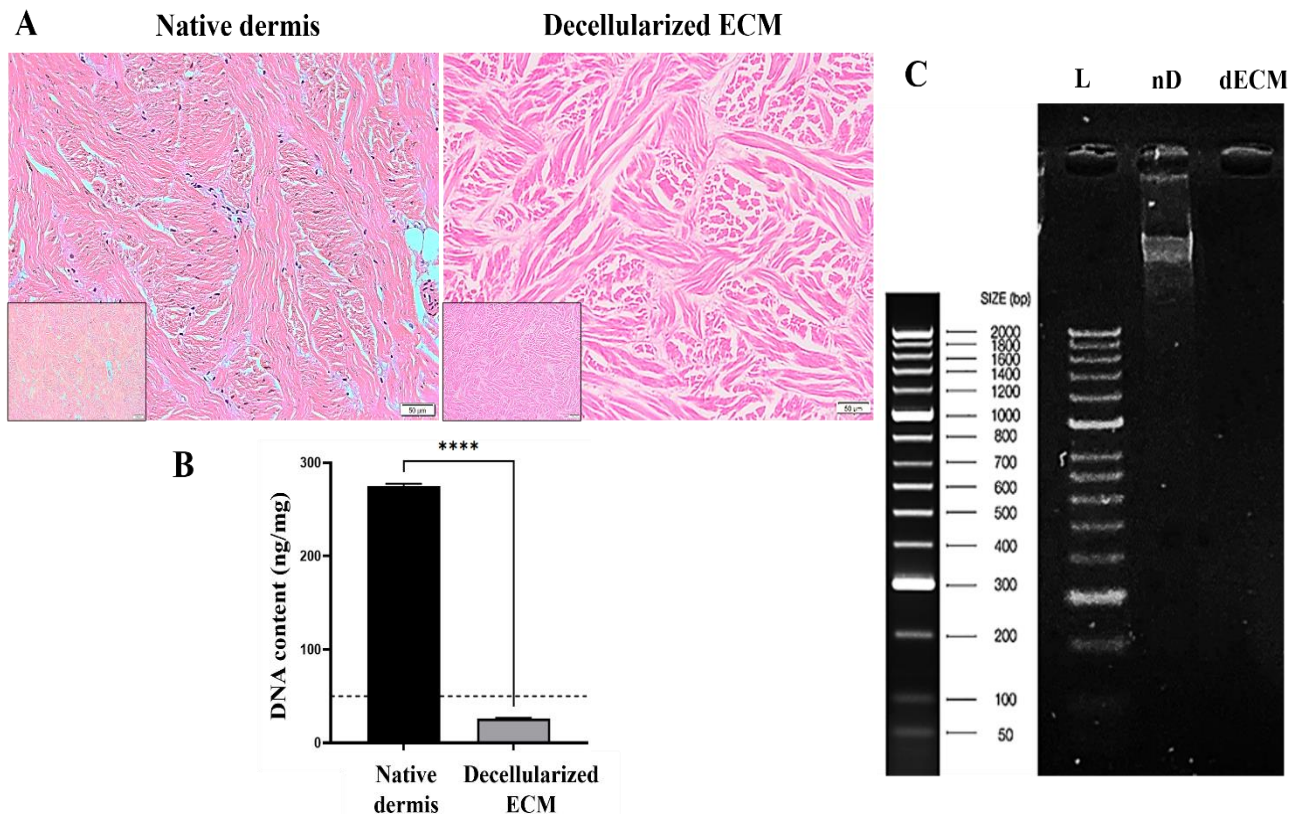 A
Native dermis
Decellularized ECM
50 µm
50 µm
B
****
DNA content (ng/mg)
300
200
100
0
Native
dermis
Decellularized
ECM
C
L nD dECM
SIZE (bp)
2000
1800
1600
1400
1200
1000
800
700
600
500
400
300
200
100
50